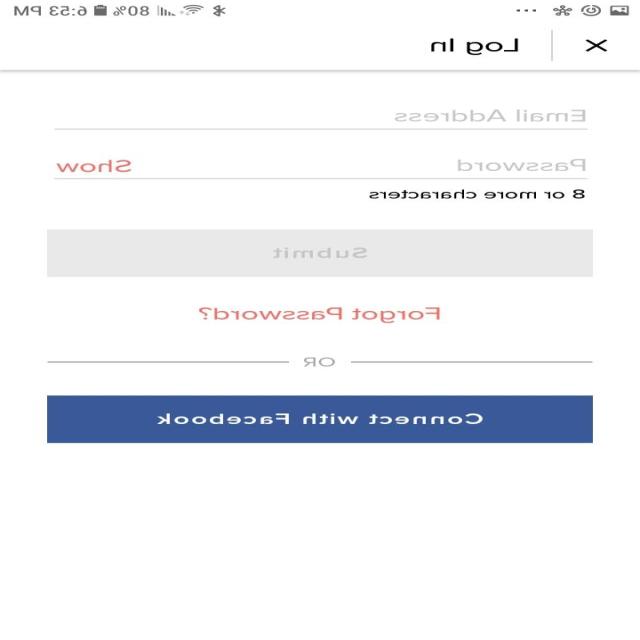 80% 6:53 PM
Log In
Email Address
Password Show
8 or more characters
Submit
Forgot Password?
OR
Connect with Facebook